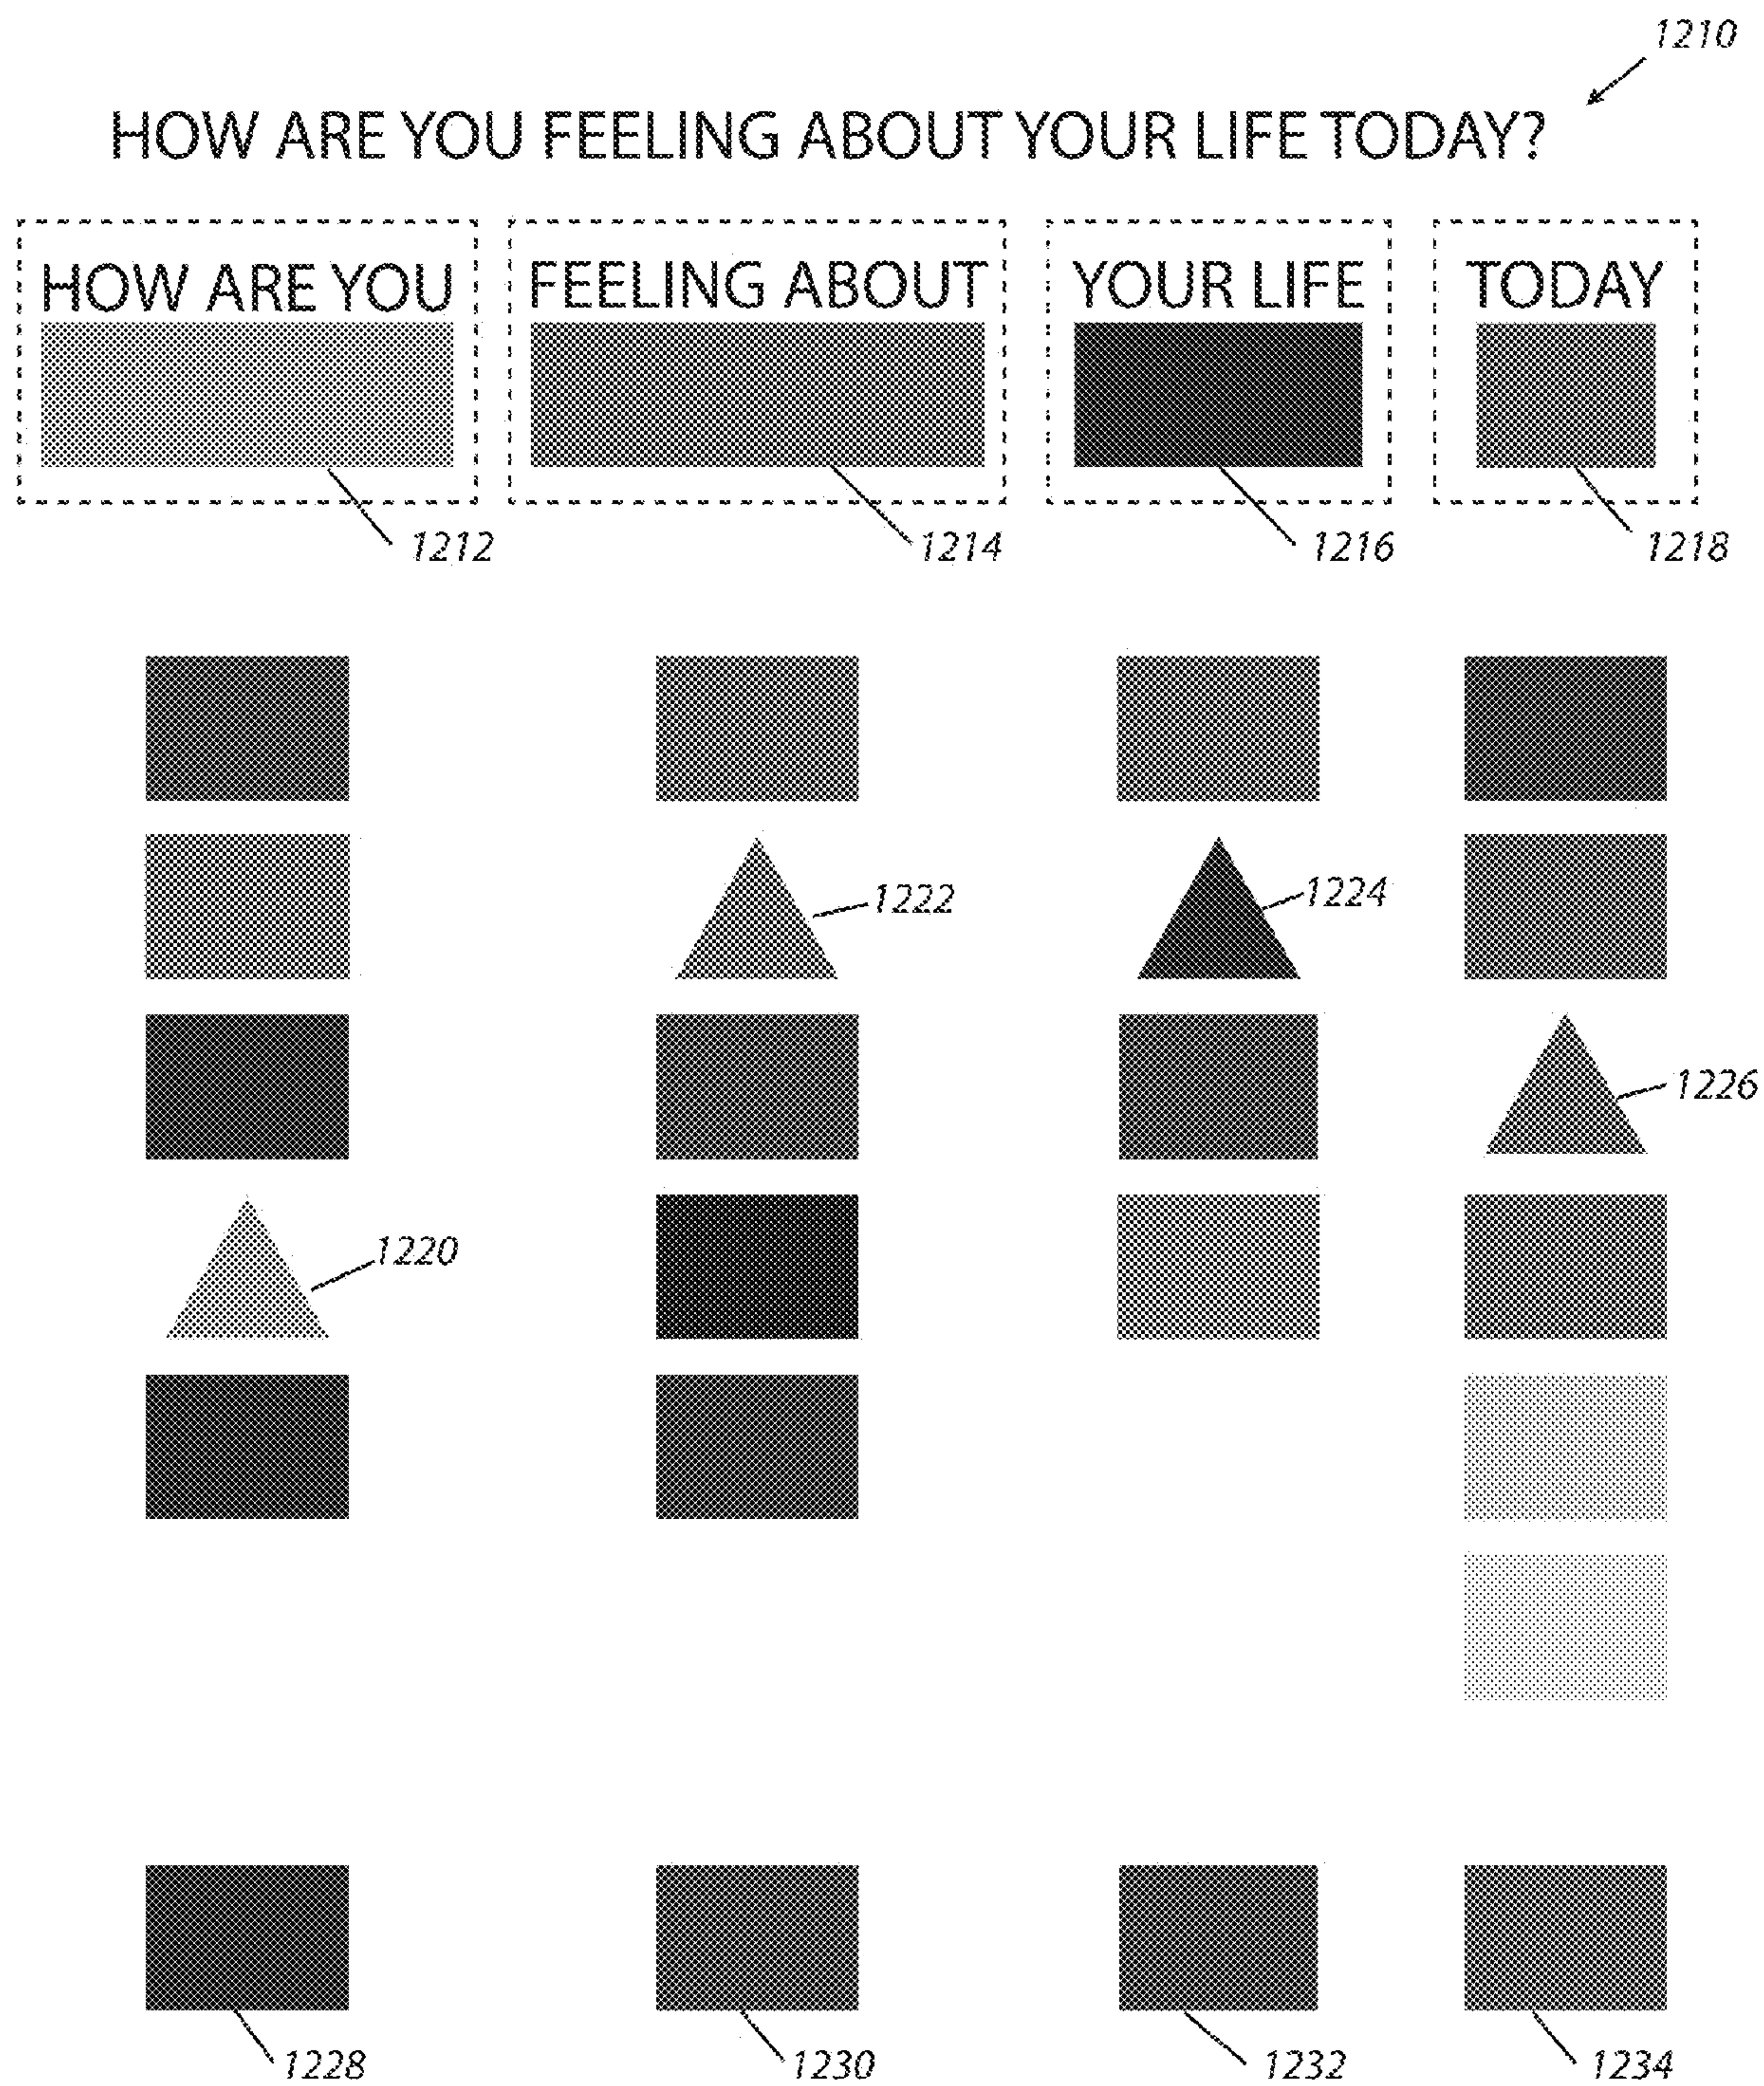 1210
HOW ARE YOU FEELING ABOUT YOUR LIFE TODAY?
HOW ARE YOU FEELING ABOUT YOUR LIFE TODAY
1212 1214 1216 1218
1222 1224
1226
1220
1228 1230 1232 1234